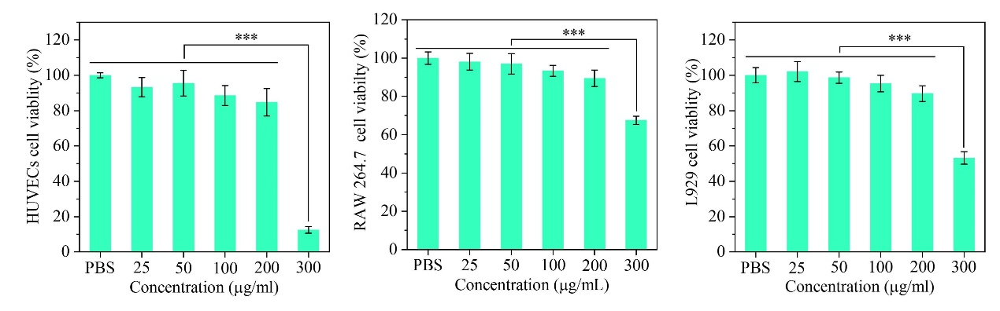 HUVECs cell viablity (%)
120
100
80
60
40
20
0
***
PBS 25 50 100 200 300
Concentration (μg/ml)
RAW 264.7 cell viabilty (%)
120
100
80
60
40
20
0
***
PBS 25 50 100 200 300
Concentration (μg/mL)
L929 cell viablity (%)
120
100
80
60
40
20
0
***
PBS 25 50 100 200 300
Concentration (μg/ml)